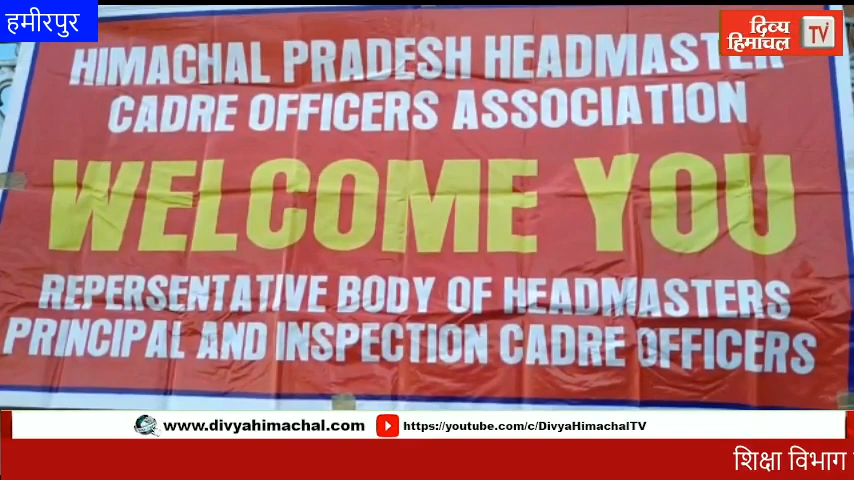 हमीरपुर
दिव्य
हिमाचल
TV
HIMACHAL PRADESH HEADMASTER
CADRE OFFICERS ASSOCIATION
WELCOME YOU
REPERSENTATIVE BODY OF HEADMASTERS
PRINCIPAL AND INSPECTION CADRE OFFICERS
www.divyahimachal.com
https://youtube.com/c/DivyaHimachalTV
शिक्षा विभाग